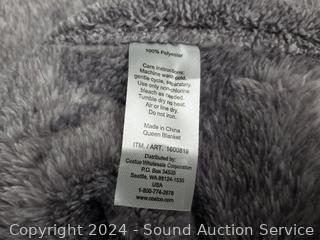 100% Polyester
Care Instructions:
Machine wash cold,
gentle cycle, separately.
Use only non-chlorine
bleach as needed.
Tumble dry no heat.
Air or line dry.
Do not iron.
Made in China
Queen Blanket
ITM. / ART. 1600819
Distributed by:
Costco Wholesale Corporation
P.O. Box 34535
Seattle, WA 98124-1535
USA
1-800-774-2678
www.costco.com
Copyright 2024 - Sound Auction Service